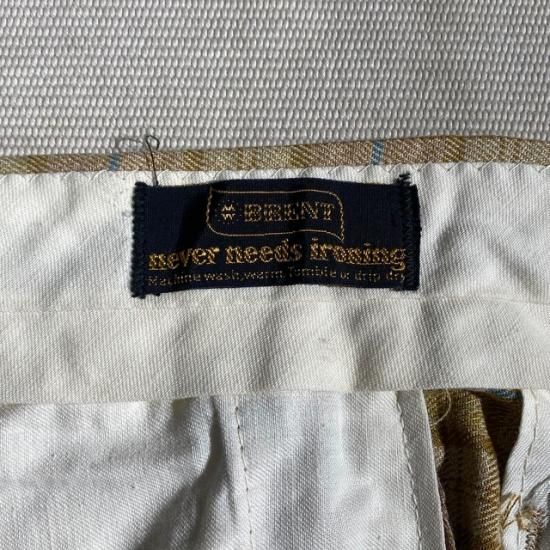 BRENT
never needs ironing
Machine wash, warm. Tumble or drip dry